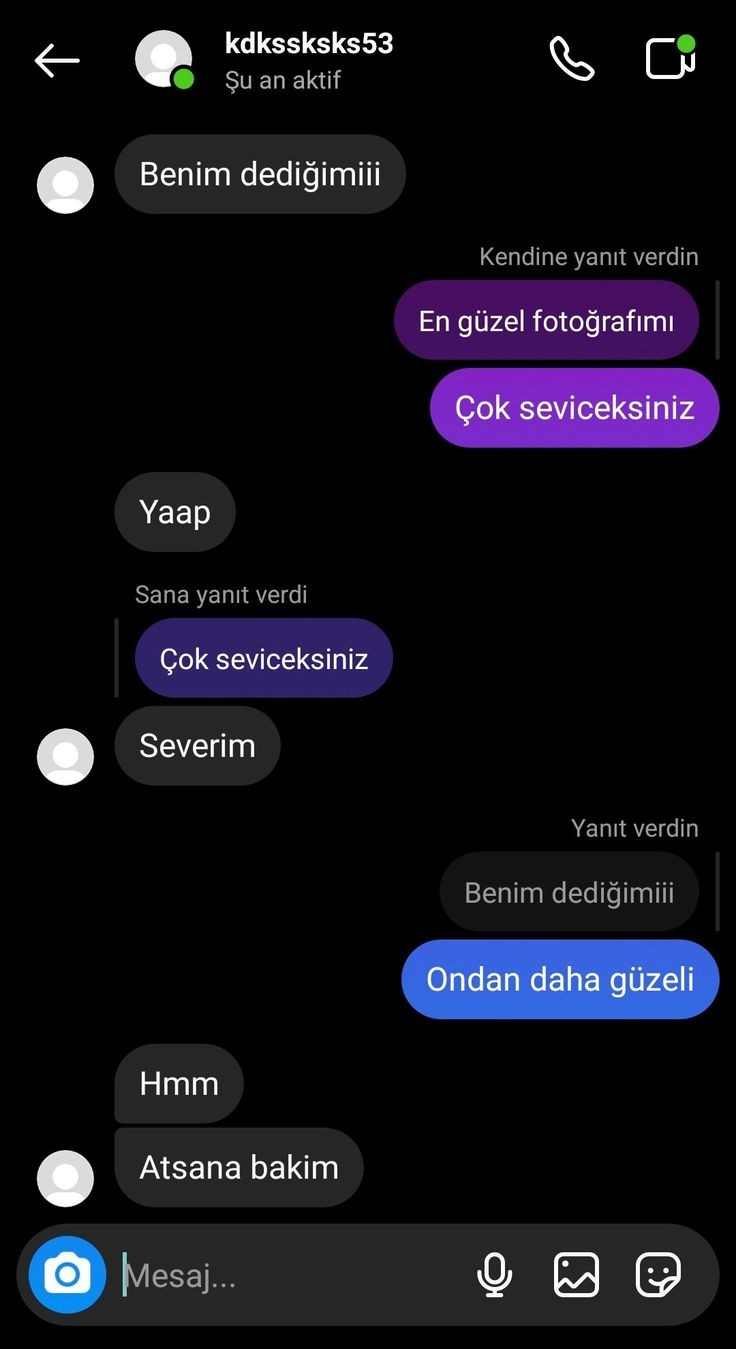 kdkssksks53
Şu an aktif
Benim dediğimiii
Kendine yanıt verdin
En güzel fotoğrafımı
Çok seviceksiniz
Yaap
Sana yanıt verdi
Çok seviceksiniz
Severim
Yanıt verdin
Benim dediğimiii
Ondan daha güzeli
Hmm
Atsana bakim
Mesaj...